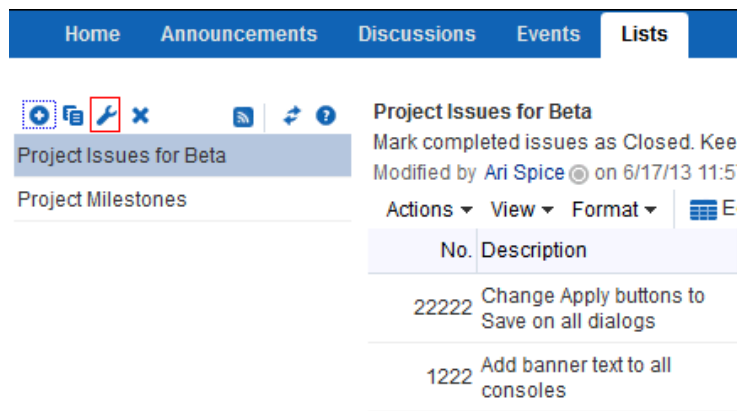 Home Announcements Discussions Events Lists
Project Issues for Beta
Project Milestones
Project Issues for Beta
Mark completed issues as Closed. Kee
Modified by Ari Spice on 6/17/13 11:5
Actions View Format E
No. Description
22222 Change Apply buttons to
Save on all dialogs
1222 Add banner text to all
consoles